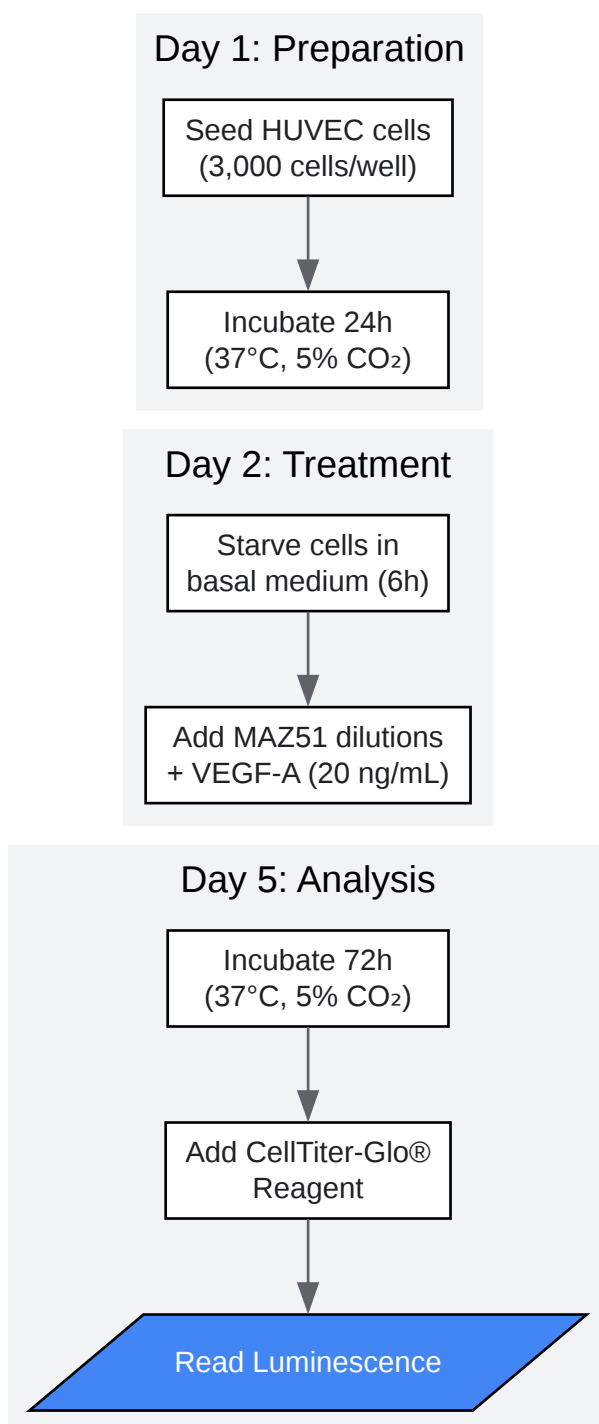 Day 1: Preparation
Seed HUVEC cells
(3,000 cells/well)
Incubate 24h
(37°C, 5% CO₂)
Day 2: Treatment
Starve cells in
basal medium (6h)
Add MAZ51 dilutions
+ VEGF-A (20 ng/mL)
Day 5: Analysis
Incubate 72h
(37°C, 5% CO₂)
Add CellTiter-Glo®
Reagent
Read Luminescence